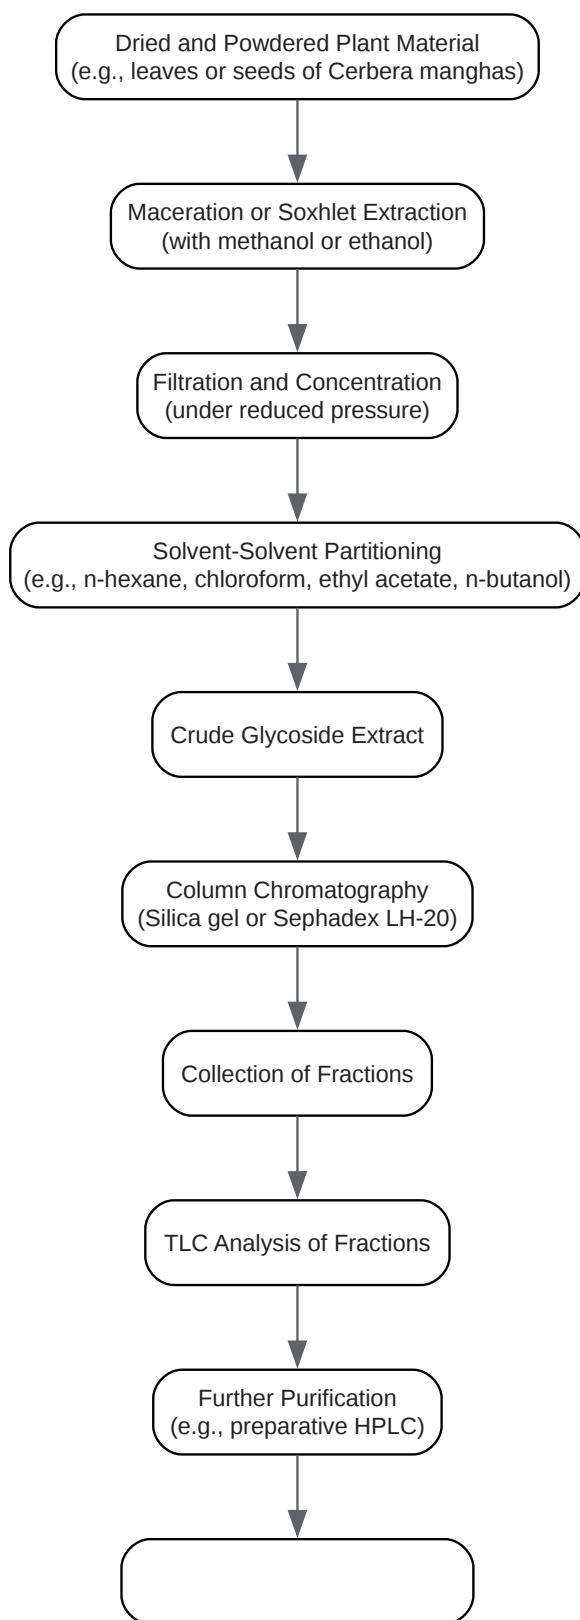 Dried and Powdered Plant Material
(e.g., leaves or seeds of Cerbera manghas)
Maceration or Soxhlet Extraction
(with methanol or ethanol)
Filtration and Concentration
(under reduced pressure)
Solvent-Solvent Partitioning
(e.g., n-hexane, chloroform, ethyl acetate, n-butanol)
Crude Glycoside Extract
Column Chromatography
(Silica gel or Sephadex LH-20)
Collection of Fractions
TLC Analysis of Fractions
Further Purification
(e.g., preparative HPLC)